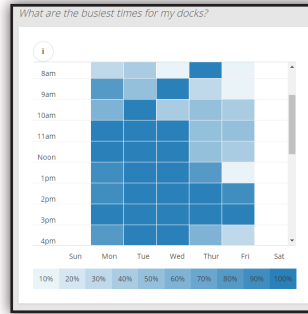 What are the busiest times for my docks?
i
8am
9am
10am
11am
Noon
1pm
2pm
3pm
4pm
Sun Mon Tue Wed Thur Fri Sat
10% 20% 30% 40% 50% 60% 70% 80% 90% 100%